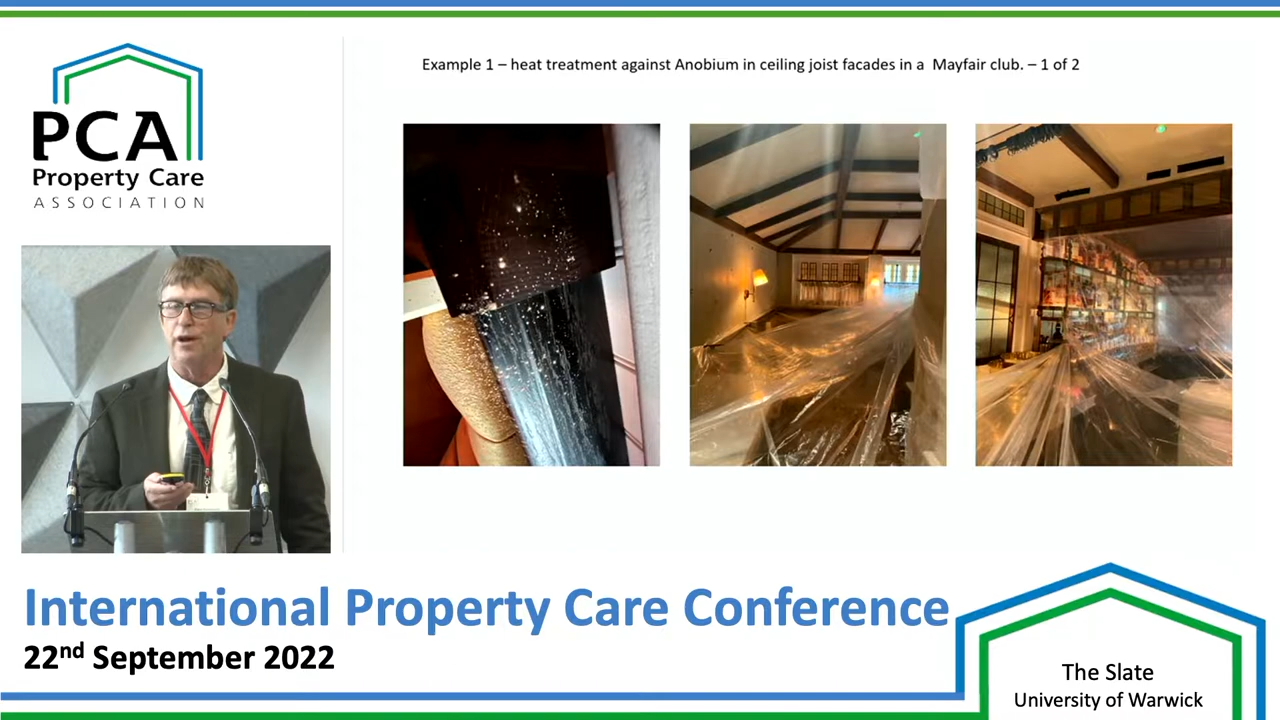 PCA
Property Care
ASSOCIATION
Example 1 – heat treatment against Anobium in ceiling joist facades in a  Mayfair club. – 1 of 2
International Property Care Conference
22nd September 2022
The Slate
University of Warwick